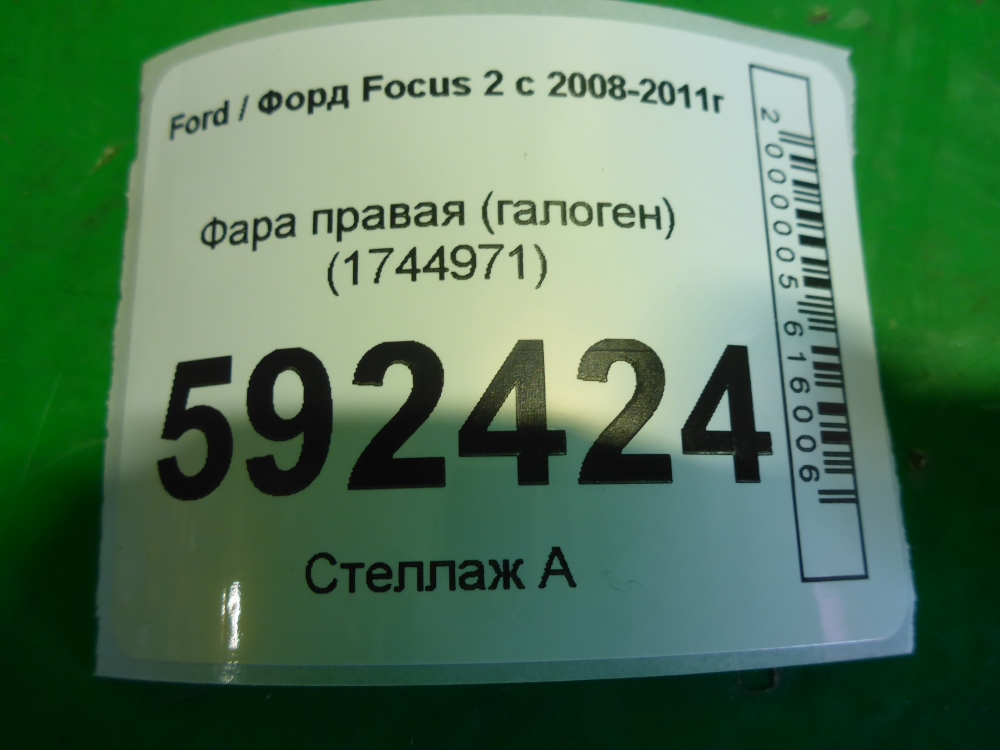 Ford / Форд Focus 2 с 2008-2011г
Фара правая (галоген)
(1744971)
592424
Стеллаж А
2000005616006